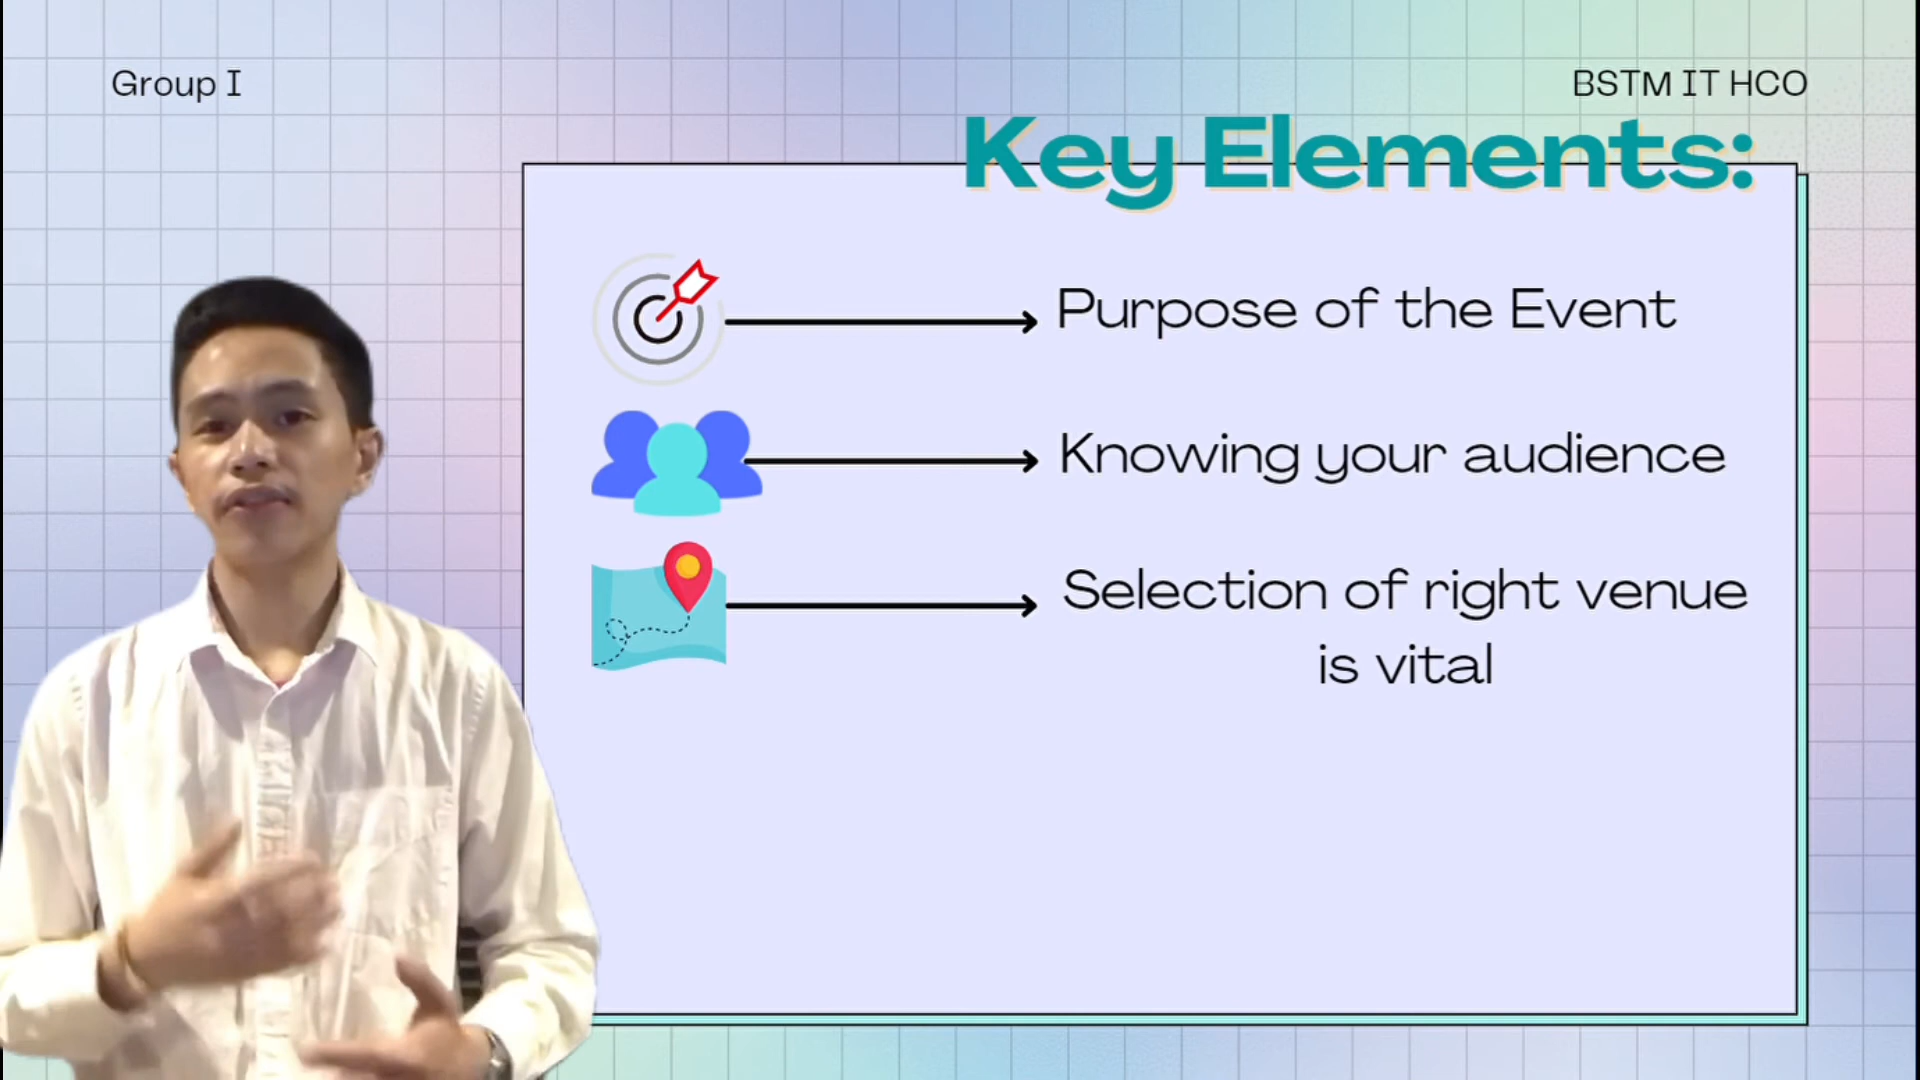 Group I
BSTM IT HCO
Key Elements:
Purpose of the Event
Knowing your audience
Selection of right venue
is vital